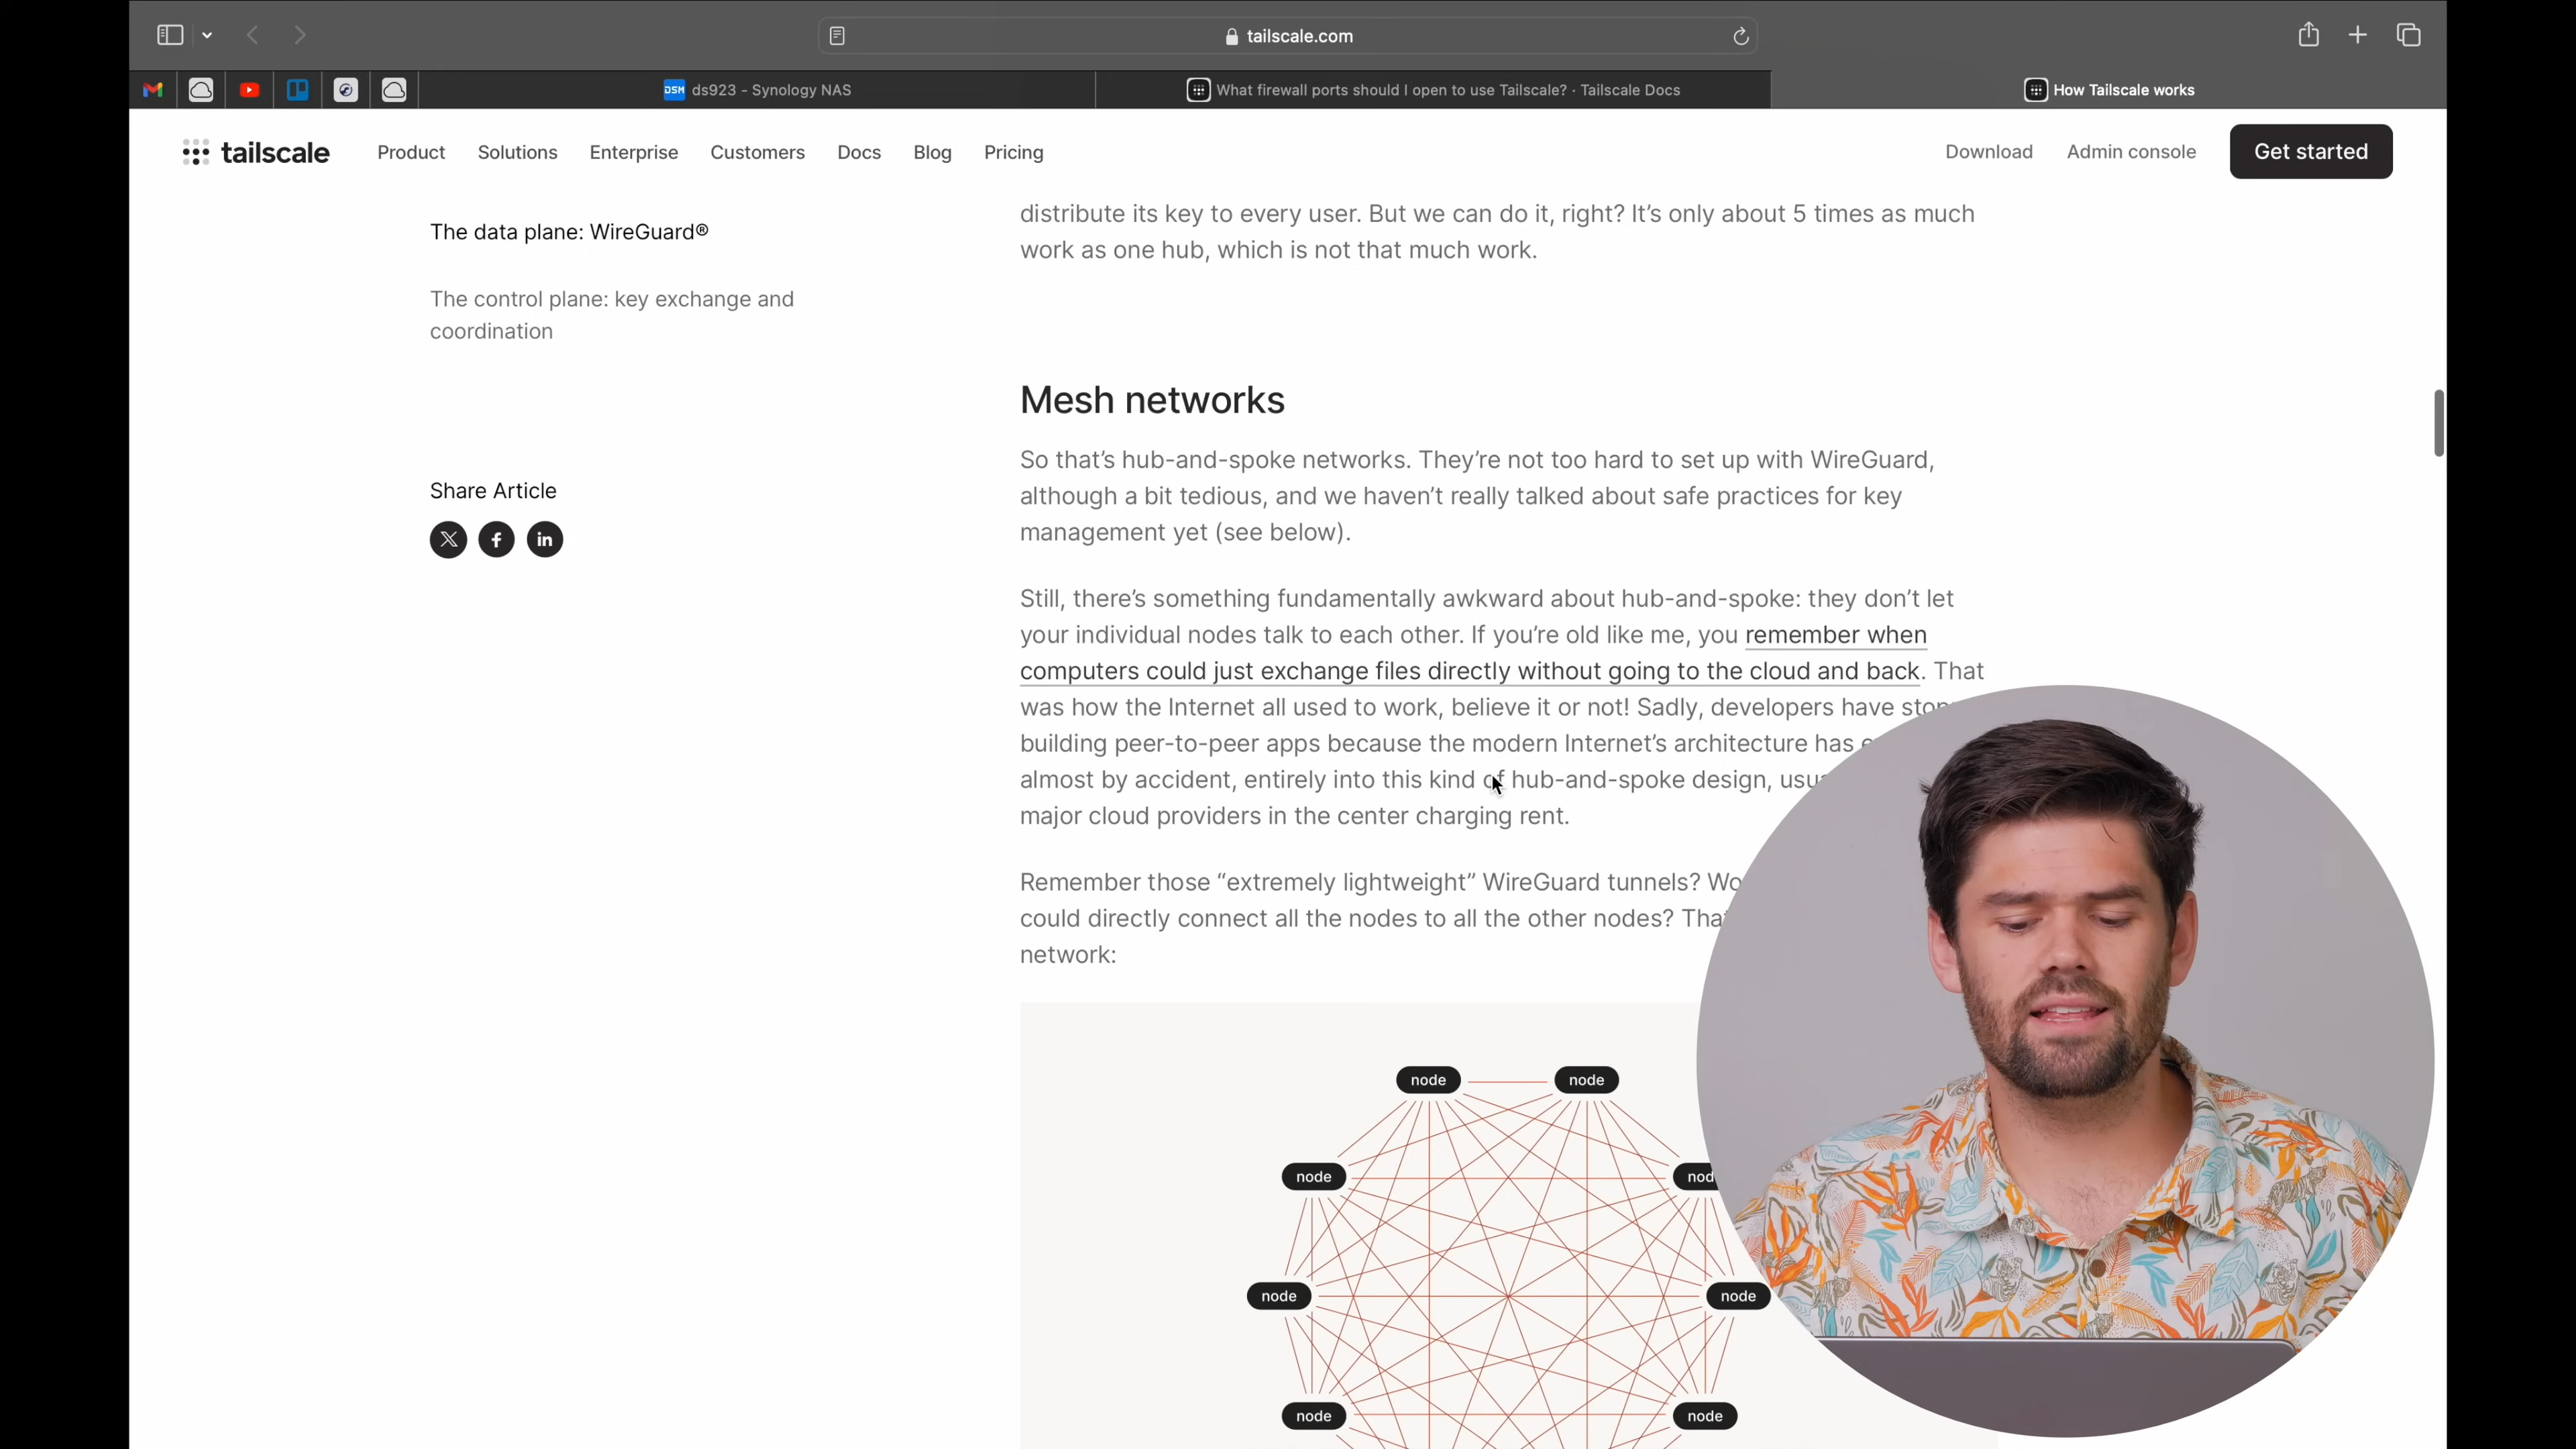 tailscale.com
DSM ds923 - Synology NAS
What firewall ports should I open to use Tailscale? · Tailscale Docs
How Tailscale works
tailscale
Product
Solutions
Enterprise
Customers
Docs
Blog
Pricing
Download
Admin console
Get started
The data plane: WireGuard®
The control plane: key exchange and
coordination
Share Article
distribute its key to every user. But we can do it, right? It’s only about 5 times as much
work as one hub, which is not that much work.
Mesh networks
So that’s hub-and-spoke networks. They’re not too hard to set up with WireGuard,
although a bit tedious, and we haven’t really talked about safe practices for key
management yet (see below).
Still, there’s something fundamentally awkward about hub-and-spoke: they don’t let
your individual nodes talk to each other. If you’re old like me, you remember when
computers could just exchange files directly without going to the cloud and back. That
was how the Internet all used to work, believe it or not! Sadly, developers have
building peer-to-peer apps because the modern Internet’s architecture has
almost by accident, entirely into this kind of hub-and-spoke design,
major cloud providers in the center charging rent.
Remember those “extremely lightweight” WireGuard tunnels?
could directly connect all the nodes to all the other nodes?
network:
node
node
node
node
node
node
node